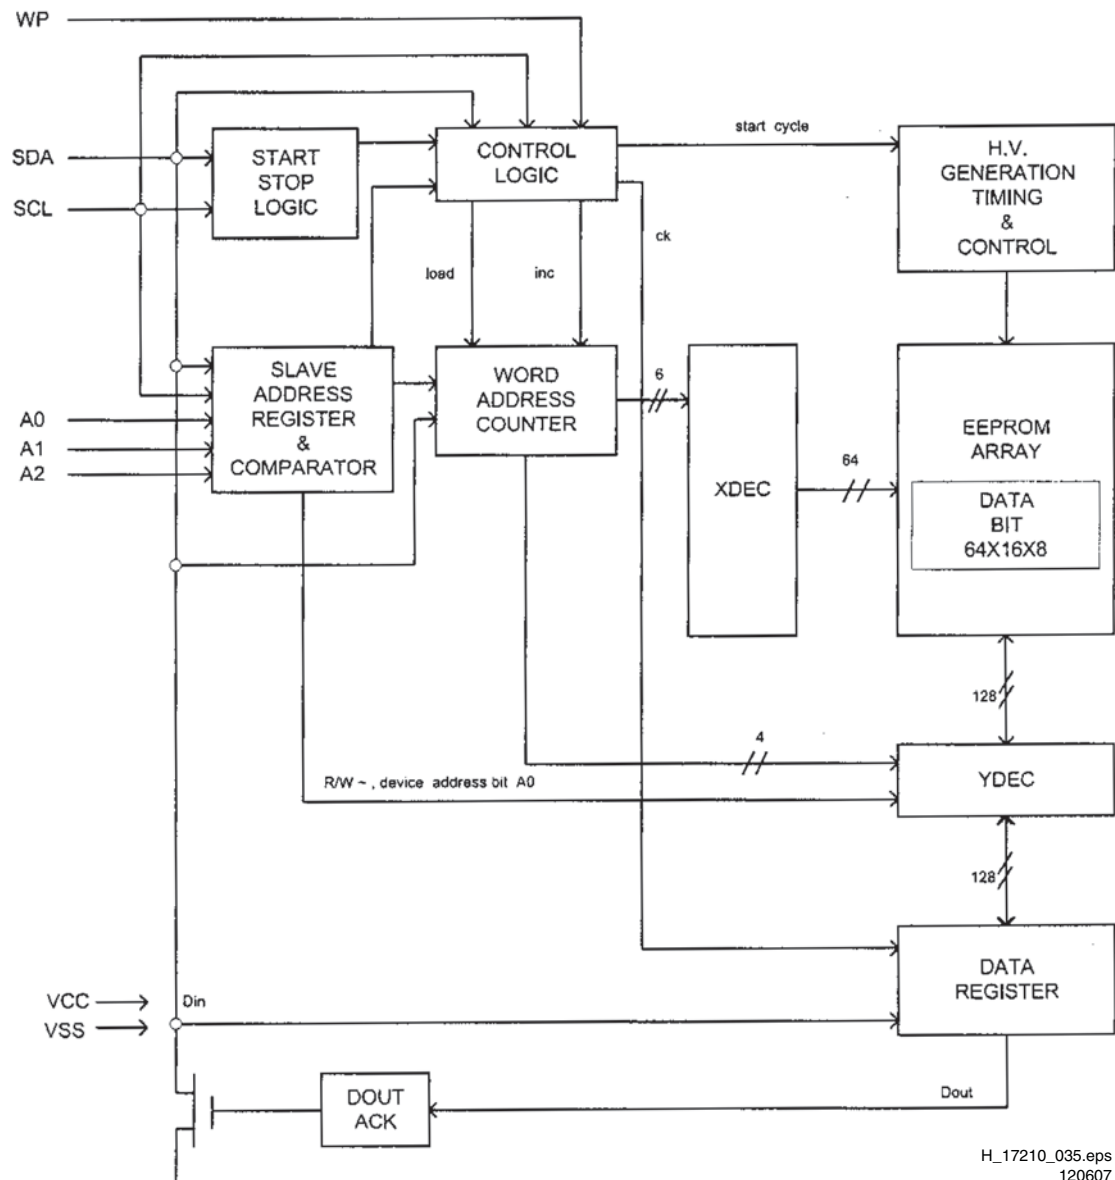 WP
SDA
SCL
START
STOP
LOGIC
CONTROL
LOGIC
start cycle
H.V.
GENERATION
TIMING
&
CONTROL
ck
load
inc
A0
A1
A2
SLAVE
ADDRESS
REGISTER
&
COMPARATOR
WORD
ADDRESS
COUNTER
6
XDEC
64
EEPROM
ARRAY
DATA
BIT
64X16X8
128
4
R/W ~ , device address bit A0
YDEC
128
DATA
REGISTER
VCC
VSS
Din
DOUT
ACK
Dout
H_17210_035.eps
120607